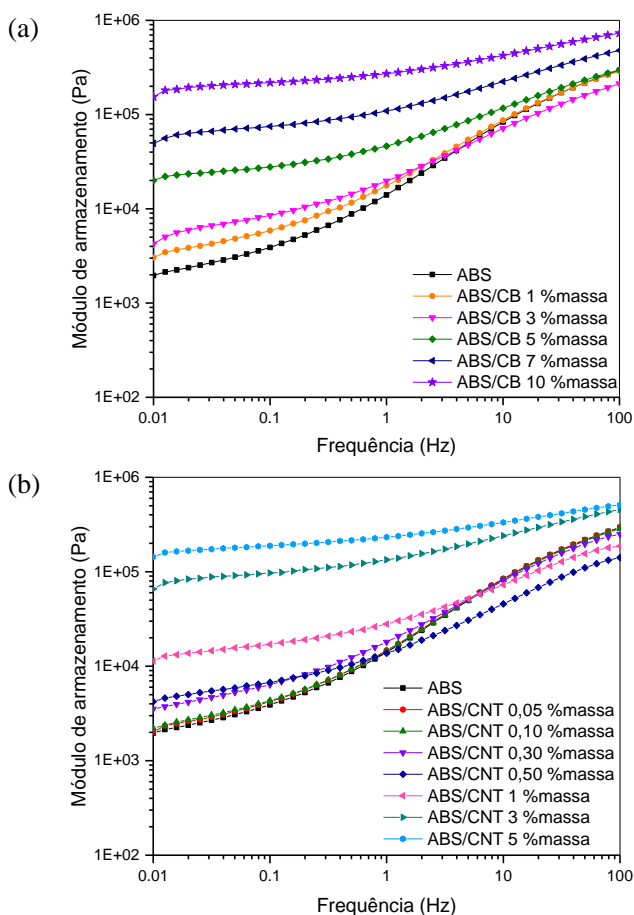 (a)
1E+06
1E+05
1E+04
1E+03
1E+02
Módulo de armazenamento (Pa)
ABS
ABS/CB 1 %massa
ABS/CB 3 %massa
ABS/CB 5 %massa
ABS/CB 7 %massa
ABS/CB 10 %massa
0.01 0.1 1 10 100
Frequência (Hz)
(b)
1E+06
1E+05
1E+04
1E+03
1E+02
Módulo de armazenamento (Pa)
ABS
ABS/CNT 0,05 %massa
ABS/CNT 0,10 %massa
ABS/CNT 0,30 %massa
ABS/CNT 0,50 %massa
ABS/CNT 1 %massa
ABS/CNT 3 %massa
ABS/CNT 5 %massa
0.01 0.1 1 10 100
Frequência (Hz)